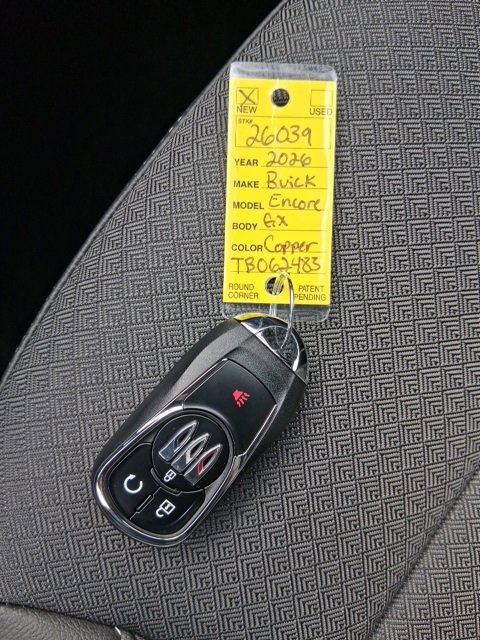 X
NEW USED
STK#
26039
YEAR 2026
MAKE Buick
MODEL Encore
BODY GX
COLOR Copper
TB062483
ROUND PATENT
CORNER PENDING